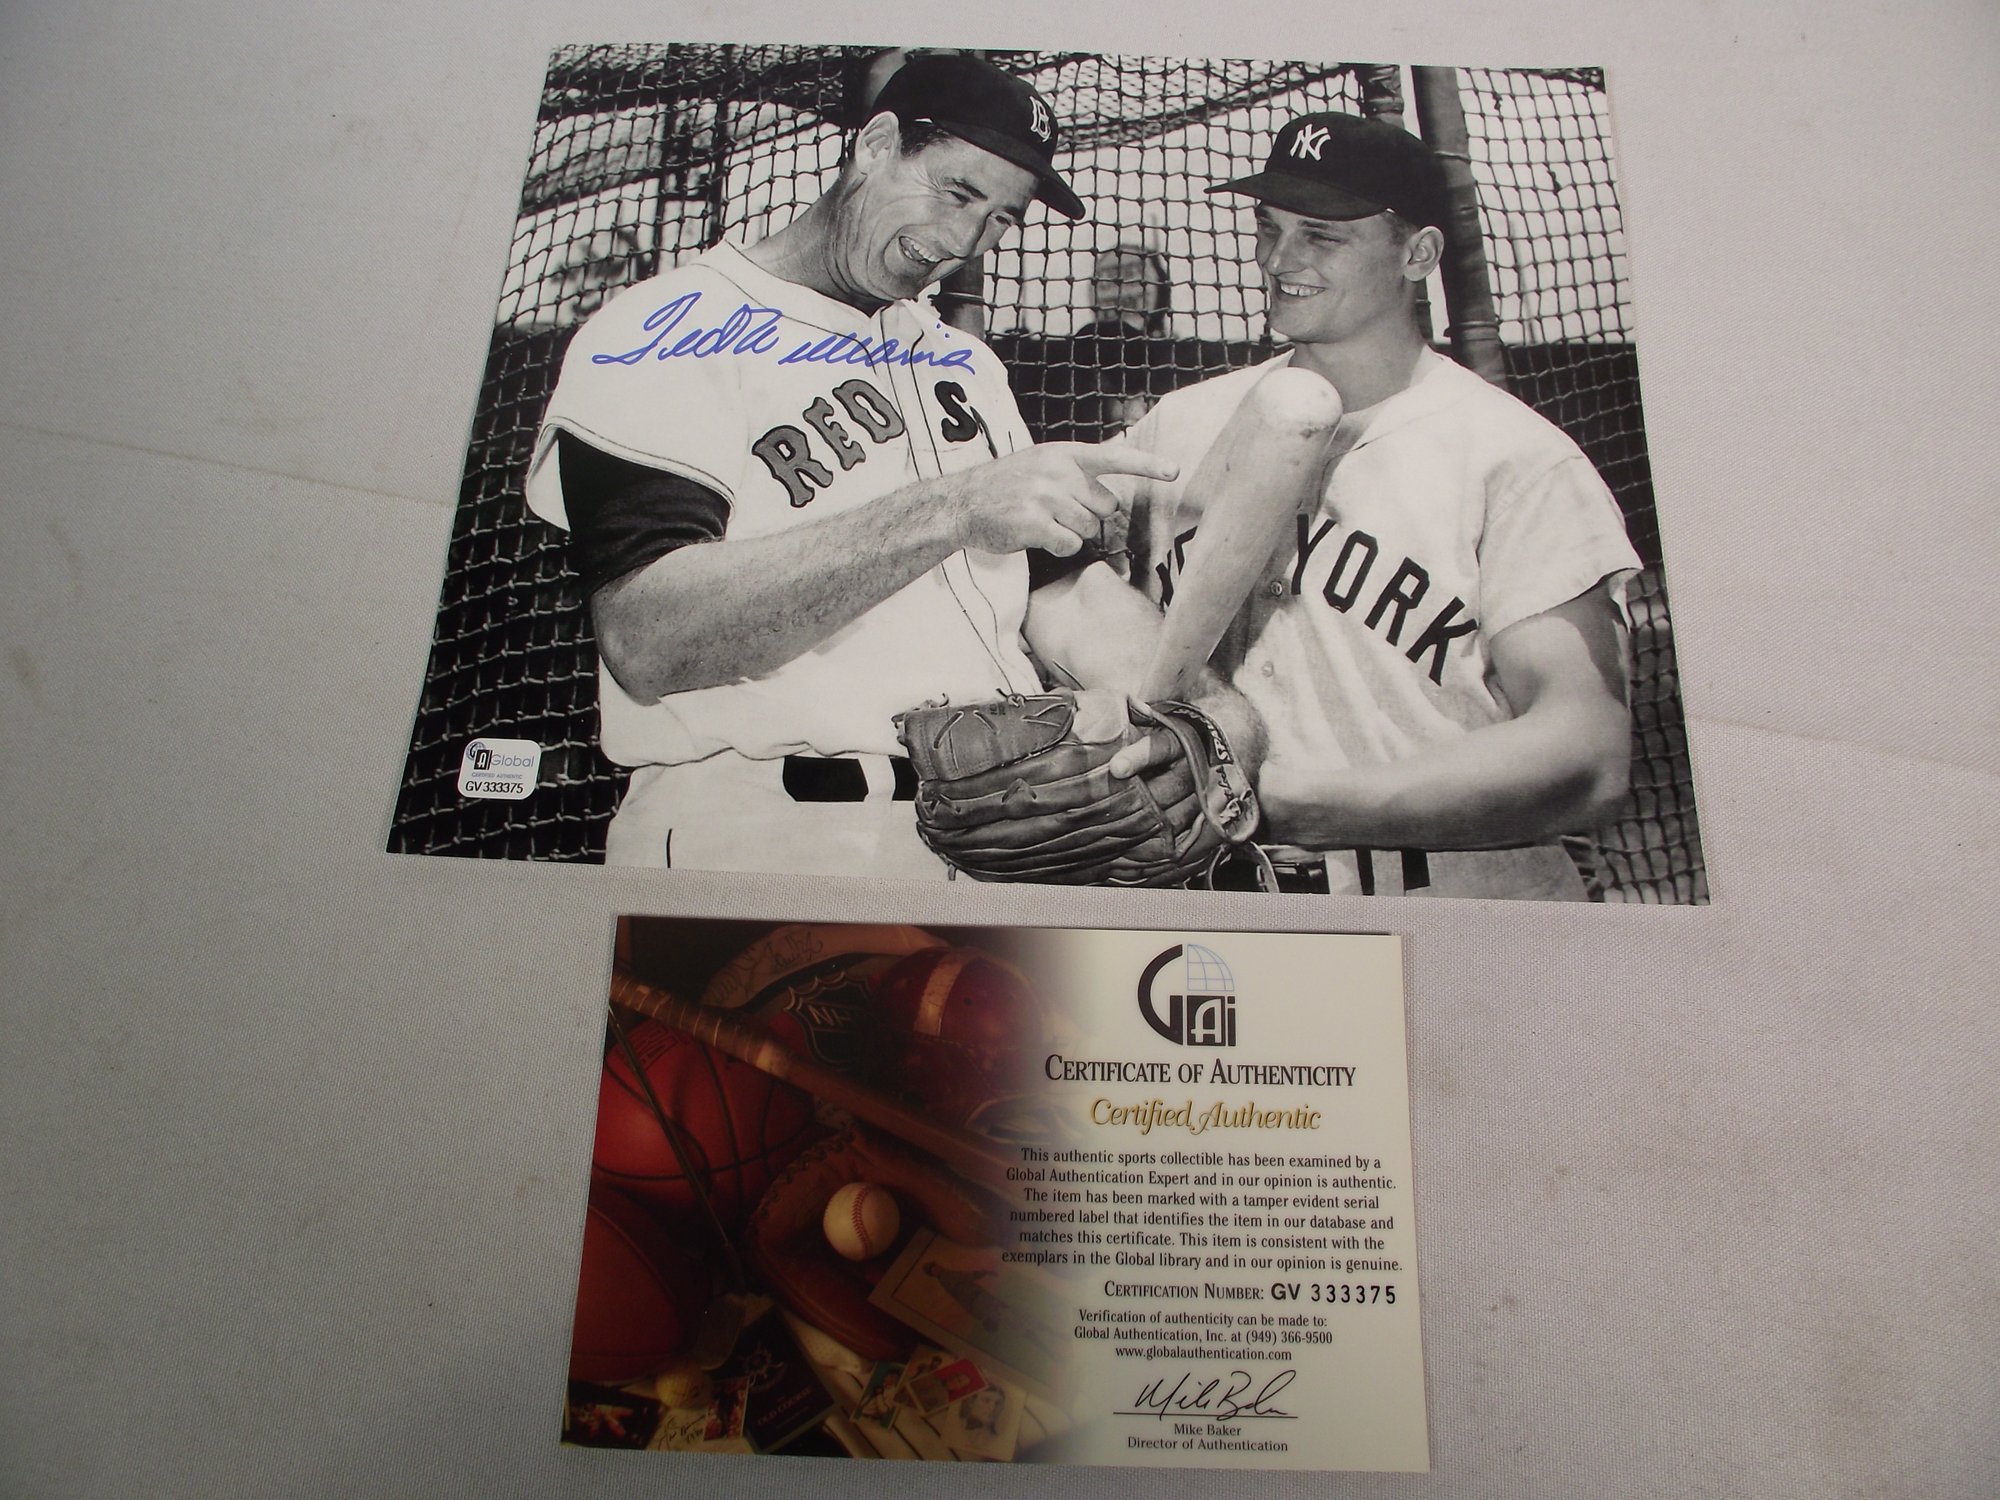 B
NY
Ted Williams
RED S
YORK
GAI Global
CERTIFIED AUTHENTIC
GV 333375
GAi
CERTIFICATE OF AUTHENTICITY
Certified Authentic
This authentic sports collectible has been examined by a
Global Authentication Expert and in our opinion is authentic.
The item has been marked with a tamper evident serial
numbered label that identifies the item in our database and
matches this certificate. This item is consistent with the
exemplars in the Global library and in our opinion is genuine.
CERTIFICATION NUMBER: GV 333375
Verification of authenticity can be made to:
Global Authentication, Inc. at (949) 366-9500
www.globalauthentication.com
Mike Baker
Mike Baker
Director of Authentication